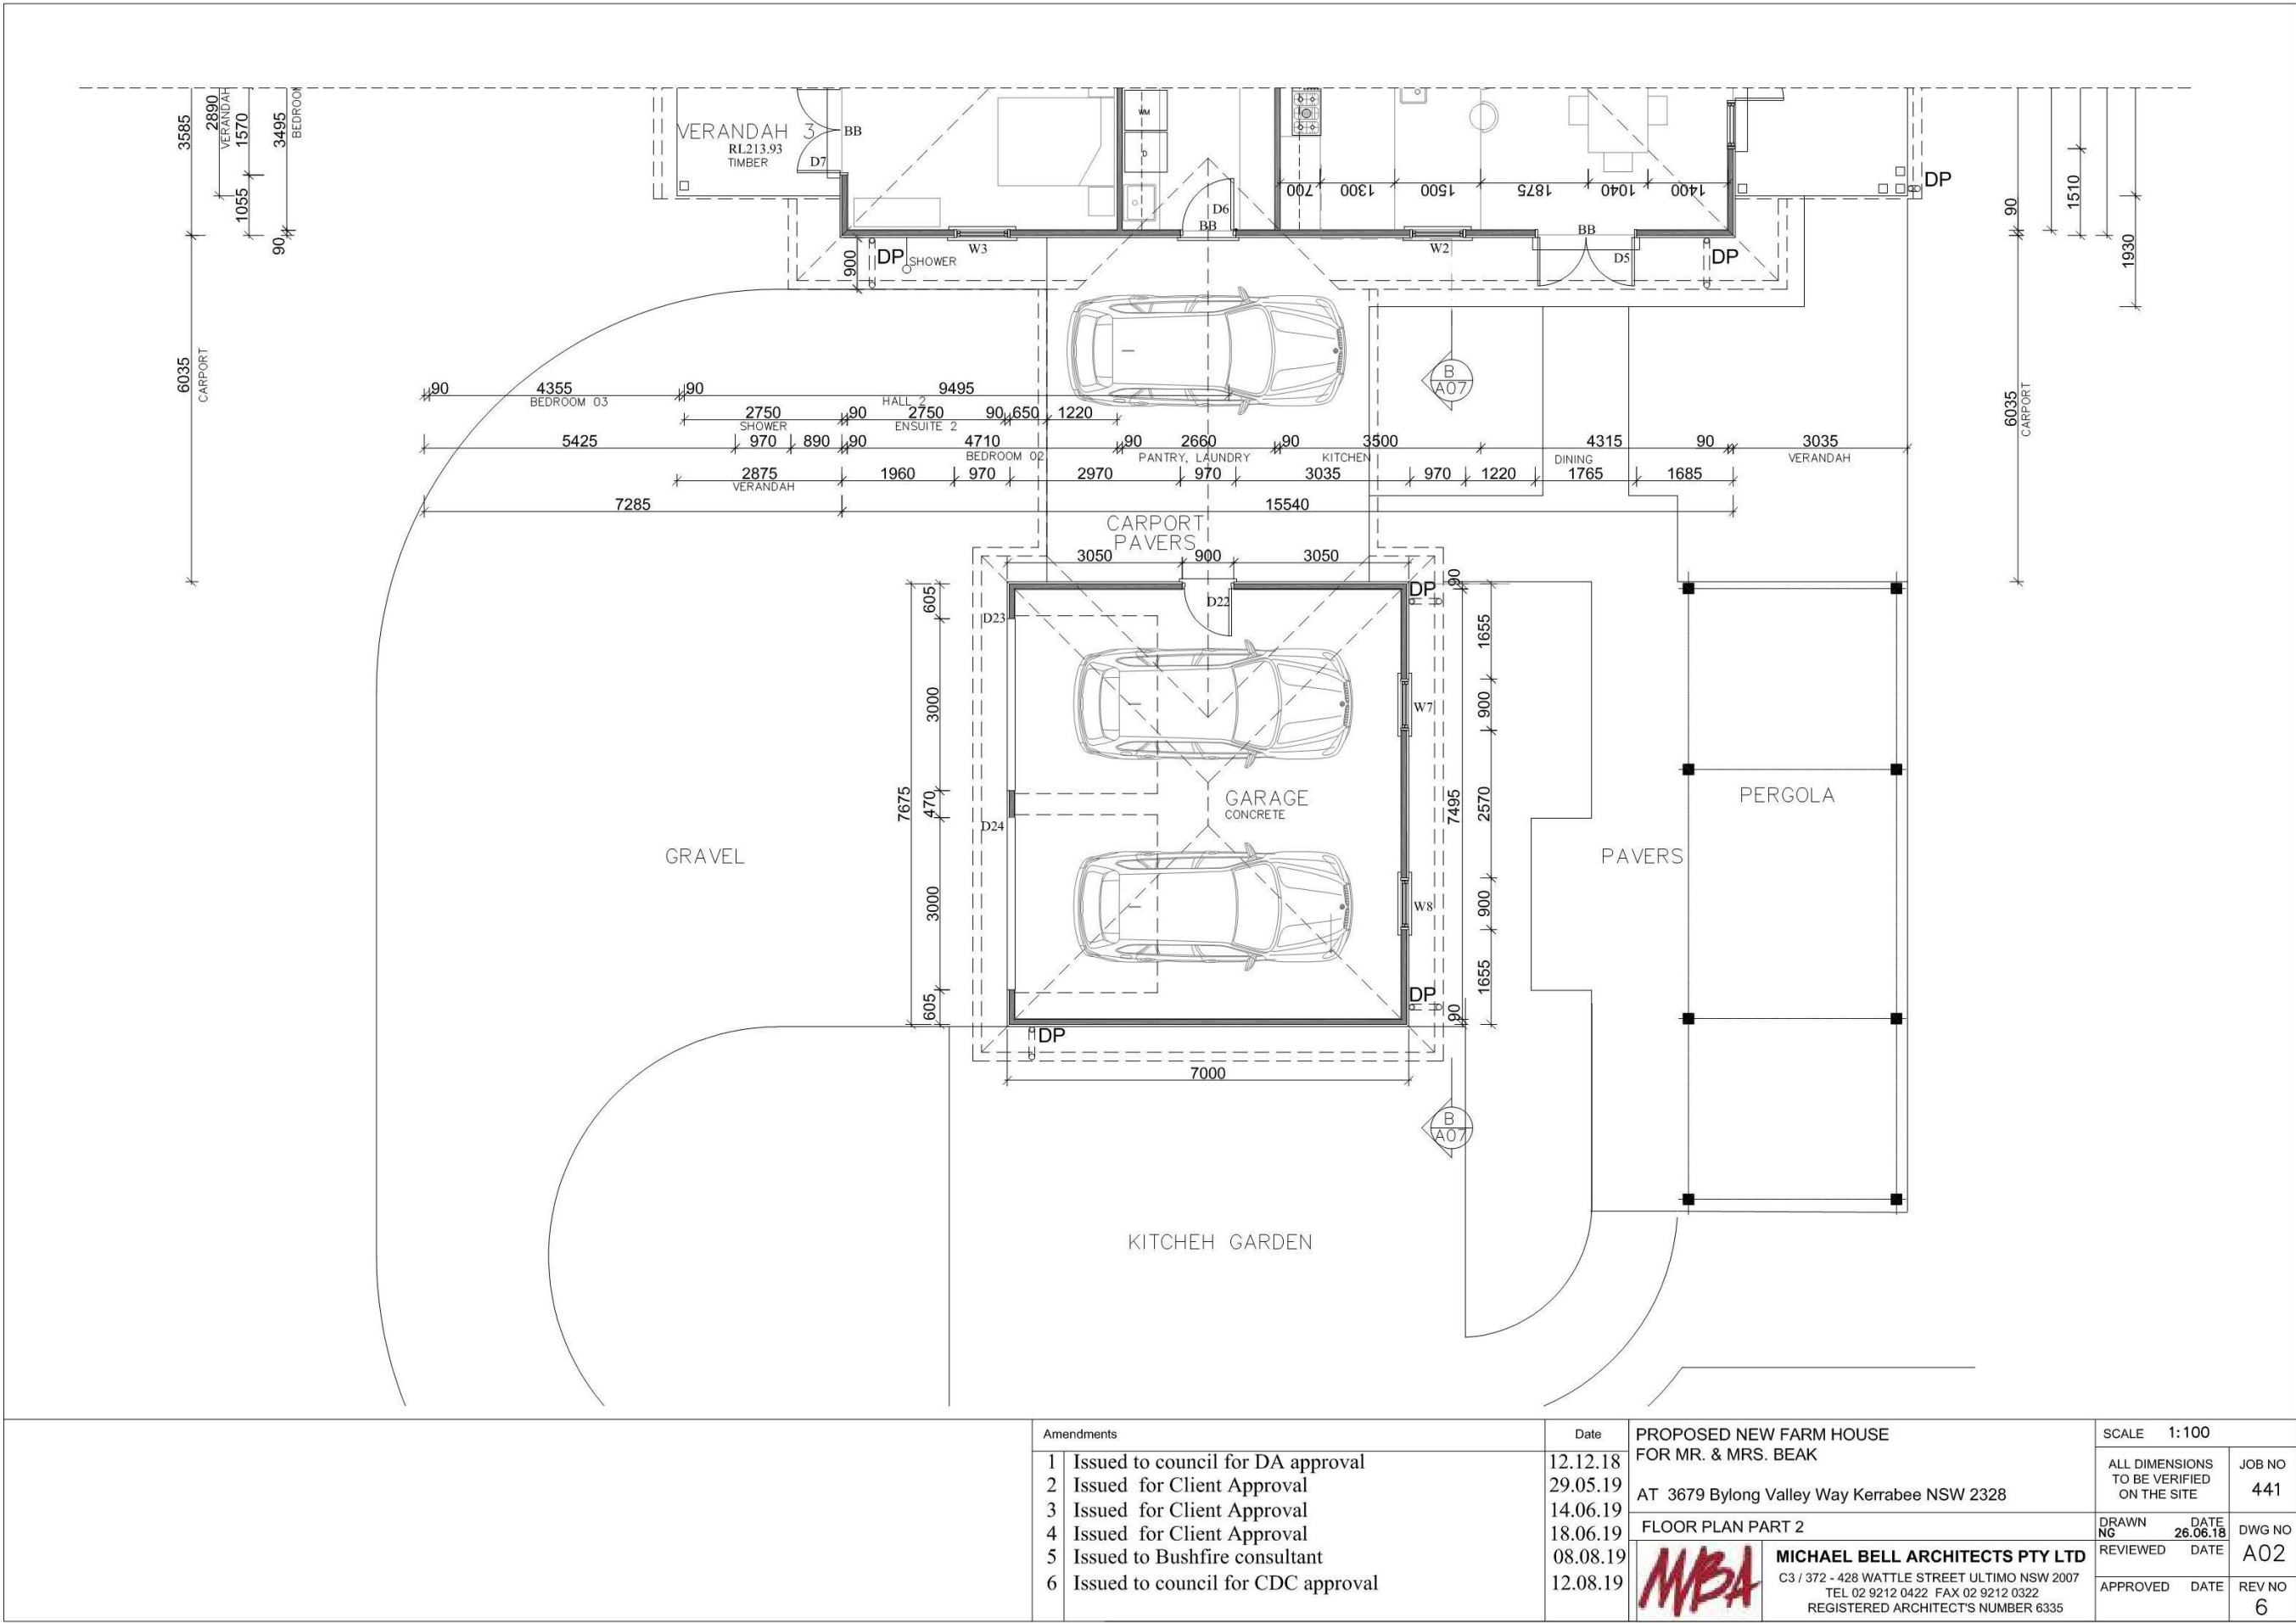 3585
2890
VERANDAH
1570
3495
BEDROO
1055
90
VERANDAH 3
RL213.93
TIMBER
BB
D7
WM
D
D6
BB
700
1300
1500
1875
1040
1400
BB
D5
DP
90
1510
1930
900
DP
SHOWER
W3
W2
DP
6035
CARPORT
B
A07
6035
CARPORT
90
4355
BEDROOM 03
90
9495
HALL 2
2750
SHOWER
90
2750
ENSUITE 2
90
650
1220
5425
970
890
90
4710
BEDROOM 02
90
2660
PANTRY, LAUNDRY
90
3500
KITCHEN
4315
DINING
90
3035
VERANDAH
2875
VERANDAH
1960
970
2970
970
3035
970
1220
1765
1685
7285
15540
CARPORT
PAVERS
3050
900
3050
605
D23
D22
DP
90
1655
3000
W7
900
7675
470
D24
GARAGE
CONCRETE
7495
2570
PERGOLA
GRAVEL
PAVERS
3000
W8
900
1655
605
DP
90
DP
7000
B
A07
KITCHEH GARDEN
Amendments Date
1 Issued to council for DA approval 12.12.18
2 Issued for Client Approval 29.05.19
3 Issued for Client Approval 14.06.19
4 Issued for Client Approval 18.06.19
5 Issued to Bushfire consultant 08.08.19
6 Issued to council for CDC approval 12.08.19
PROPOSED NEW FARM HOUSE
FOR MR. & MRS. BEAK
AT 3679 Bylong Valley Way Kerrabee NSW 2328
FLOOR PLAN PART 2
MBA
MICHAEL BELL ARCHITECTS PTY LTD
C3 / 372 - 428 WATTLE STREET ULTIMO NSW 2007
TEL 02 9212 0422 FAX 02 9212 0322
REGISTERED ARCHITECT'S NUMBER 6335
SCALE 1:100
ALL DIMENSIONS
TO BE VERIFIED
ON THE SITE
JOB NO
441
DRAWN DATE
NG 26.06.18
DWG NO
A02
REVIEWED DATE
APPROVED DATE
REV NO
6